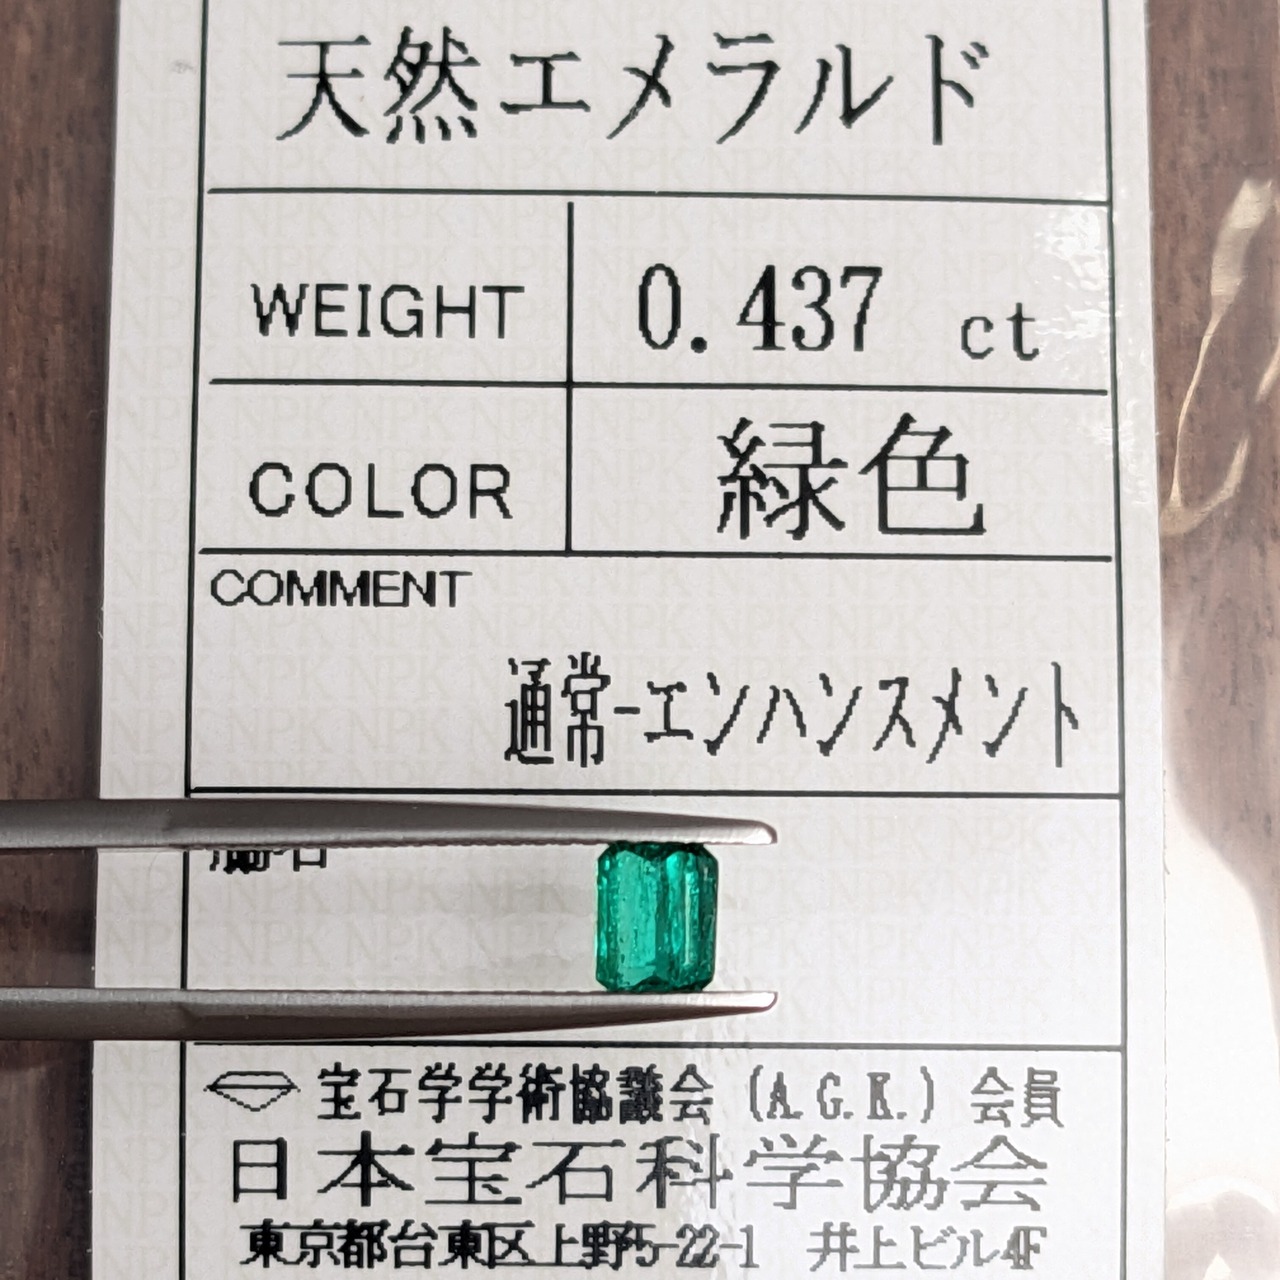 天然エメラルド
WEIGHT 0.437 ct
COLOR 緑色
COMMENT
通常-エンハンスメント
宝石学学術協議会 (A.G.K.) 会員
日本宝石科学協会
東京都台東区上野5-22-1 井上ビル4F